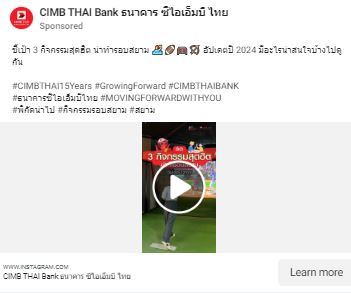 CIMB THAI Bank ธนาคาร ซีไอเอ็มบี ไทย
Sponsored
ชี้เป้า 3 กิจกรรมสุดฮิต น่าทำรอบสยาม 🧗🏈🎮🏹 อัปเดตปี 2024 มีอะไรน่าสนใจบ้างไปดู
กัน
#CIMBTHAI15Years #GrowingForward #CIMBTHAIBANK
#ธนาคารซีไอเอ็มบีไทย #MOVINGFORWARDWITHYOU
#พิกัดน่าไป #กิจกรรมรอบสยาม #สยาม
3 กิจกรรมสุดฮิต
WWW.INSTAGRAM.COM
CIMB THAI Bank ธนาคาร ซีไอเอ็มบี ไทย
Learn more